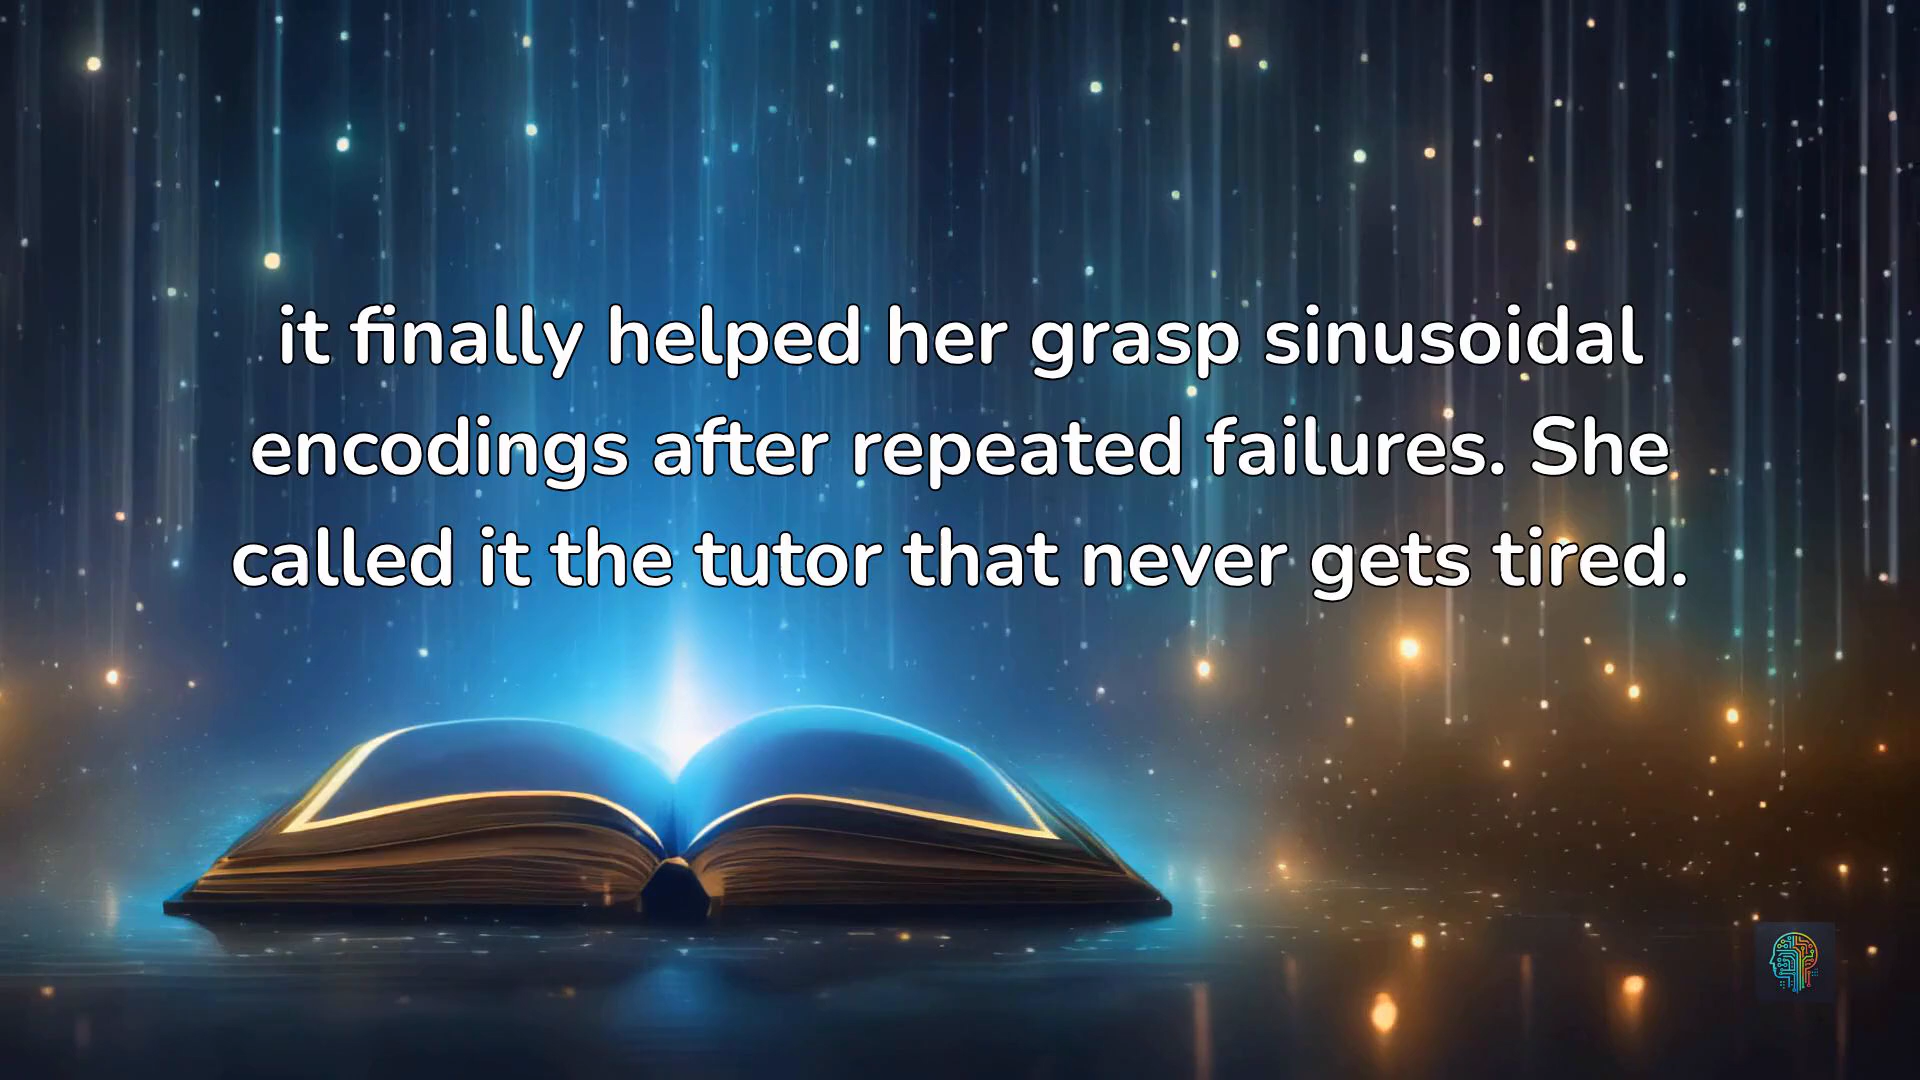 it finally helped her grasp sinusoidal
encodings after repeated failures. She
called it the tutor that never gets tired.